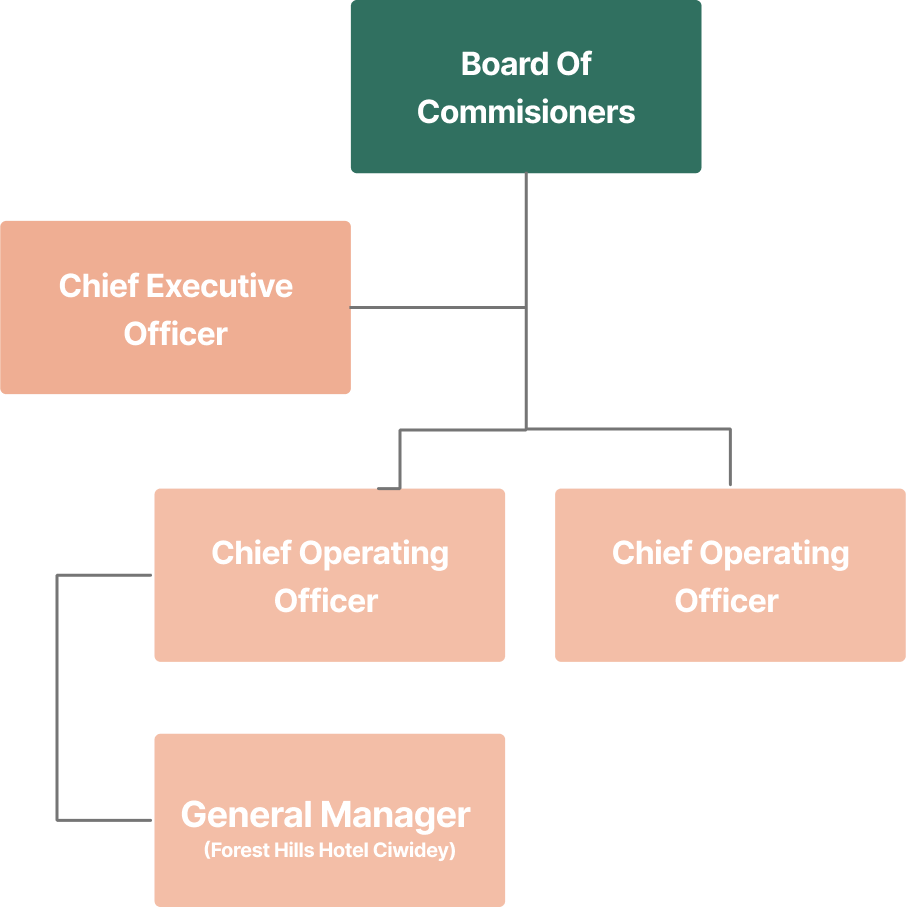 Board Of
Commisioners
Chief Executive
Officer
Chief Operating
Officer
Chief Operating
Officer
General Manager
(Forest Hills Hotel Ciwidey)